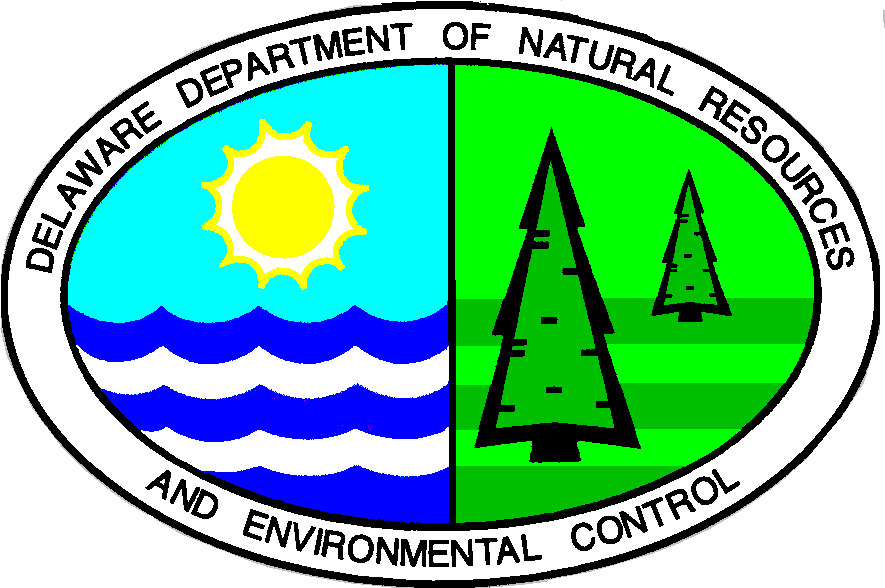 DELAWARE DEPARTMENT OF NATURAL RESOURCES
AND ENVIRONMENTAL CONTROL